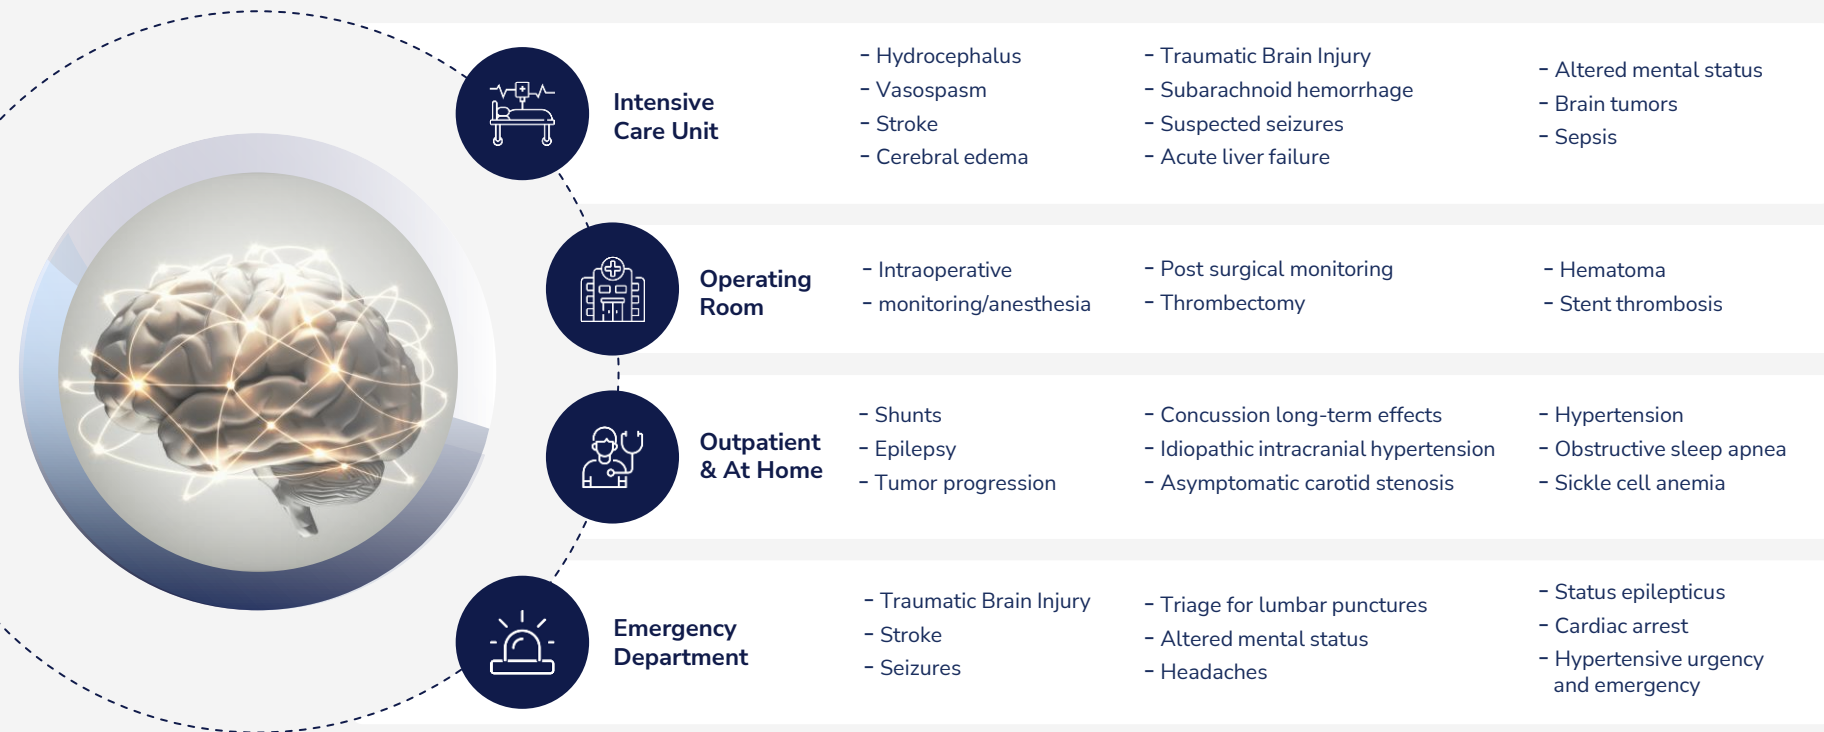 Intensive
Care Unit
- Hydrocephalus
- Vasospasm
- Stroke
- Cerebral edema
- Traumatic Brain Injury
- Subarachnoid hemorrhage
- Suspected seizures
- Acute liver failure
- Altered mental status
- Brain tumors
- Sepsis
Operating
Room
- Intraoperative
- monitoring/anesthesia
- Post surgical monitoring
- Thrombectomy
- Hematoma
- Stent thrombosis
Outpatient
& At Home
- Shunts
- Epilepsy
- Tumor progression
- Concussion long-term effects
- Idiopathic intracranial hypertension
- Asymptomatic carotid stenosis
- Hypertension
- Obstructive sleep apnea
- Sickle cell anemia
Emergency
Department
- Traumatic Brain Injury
- Stroke
- Seizures
- Triage for lumbar punctures
- Altered mental status
- Headaches
- Status epilepticus
- Cardiac arrest
- Hypertensive urgency
and emergency